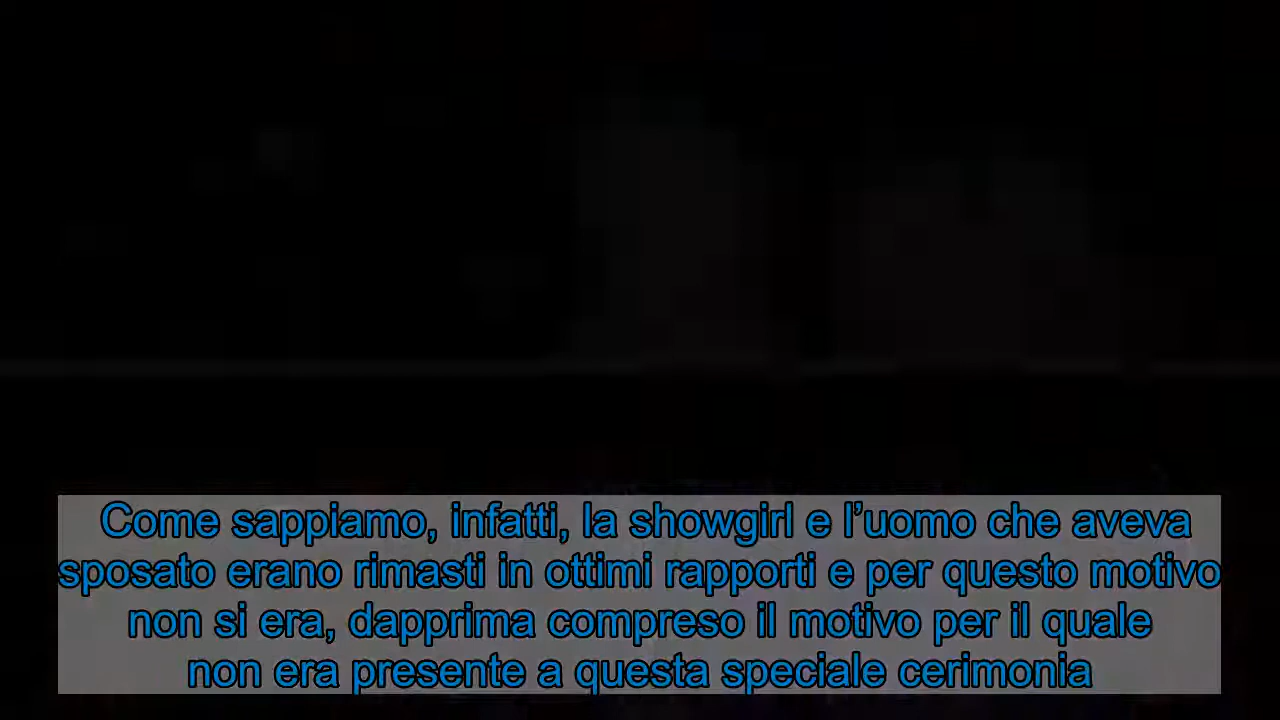 Come sappiamo, infatti, la showgirl e l’uomo che aveva
sposato erano rimasti in ottimi rapporti e per questo motivo
non si era, dapprima compreso il motivo per il quale
non era presente a questa speciale cerimonia